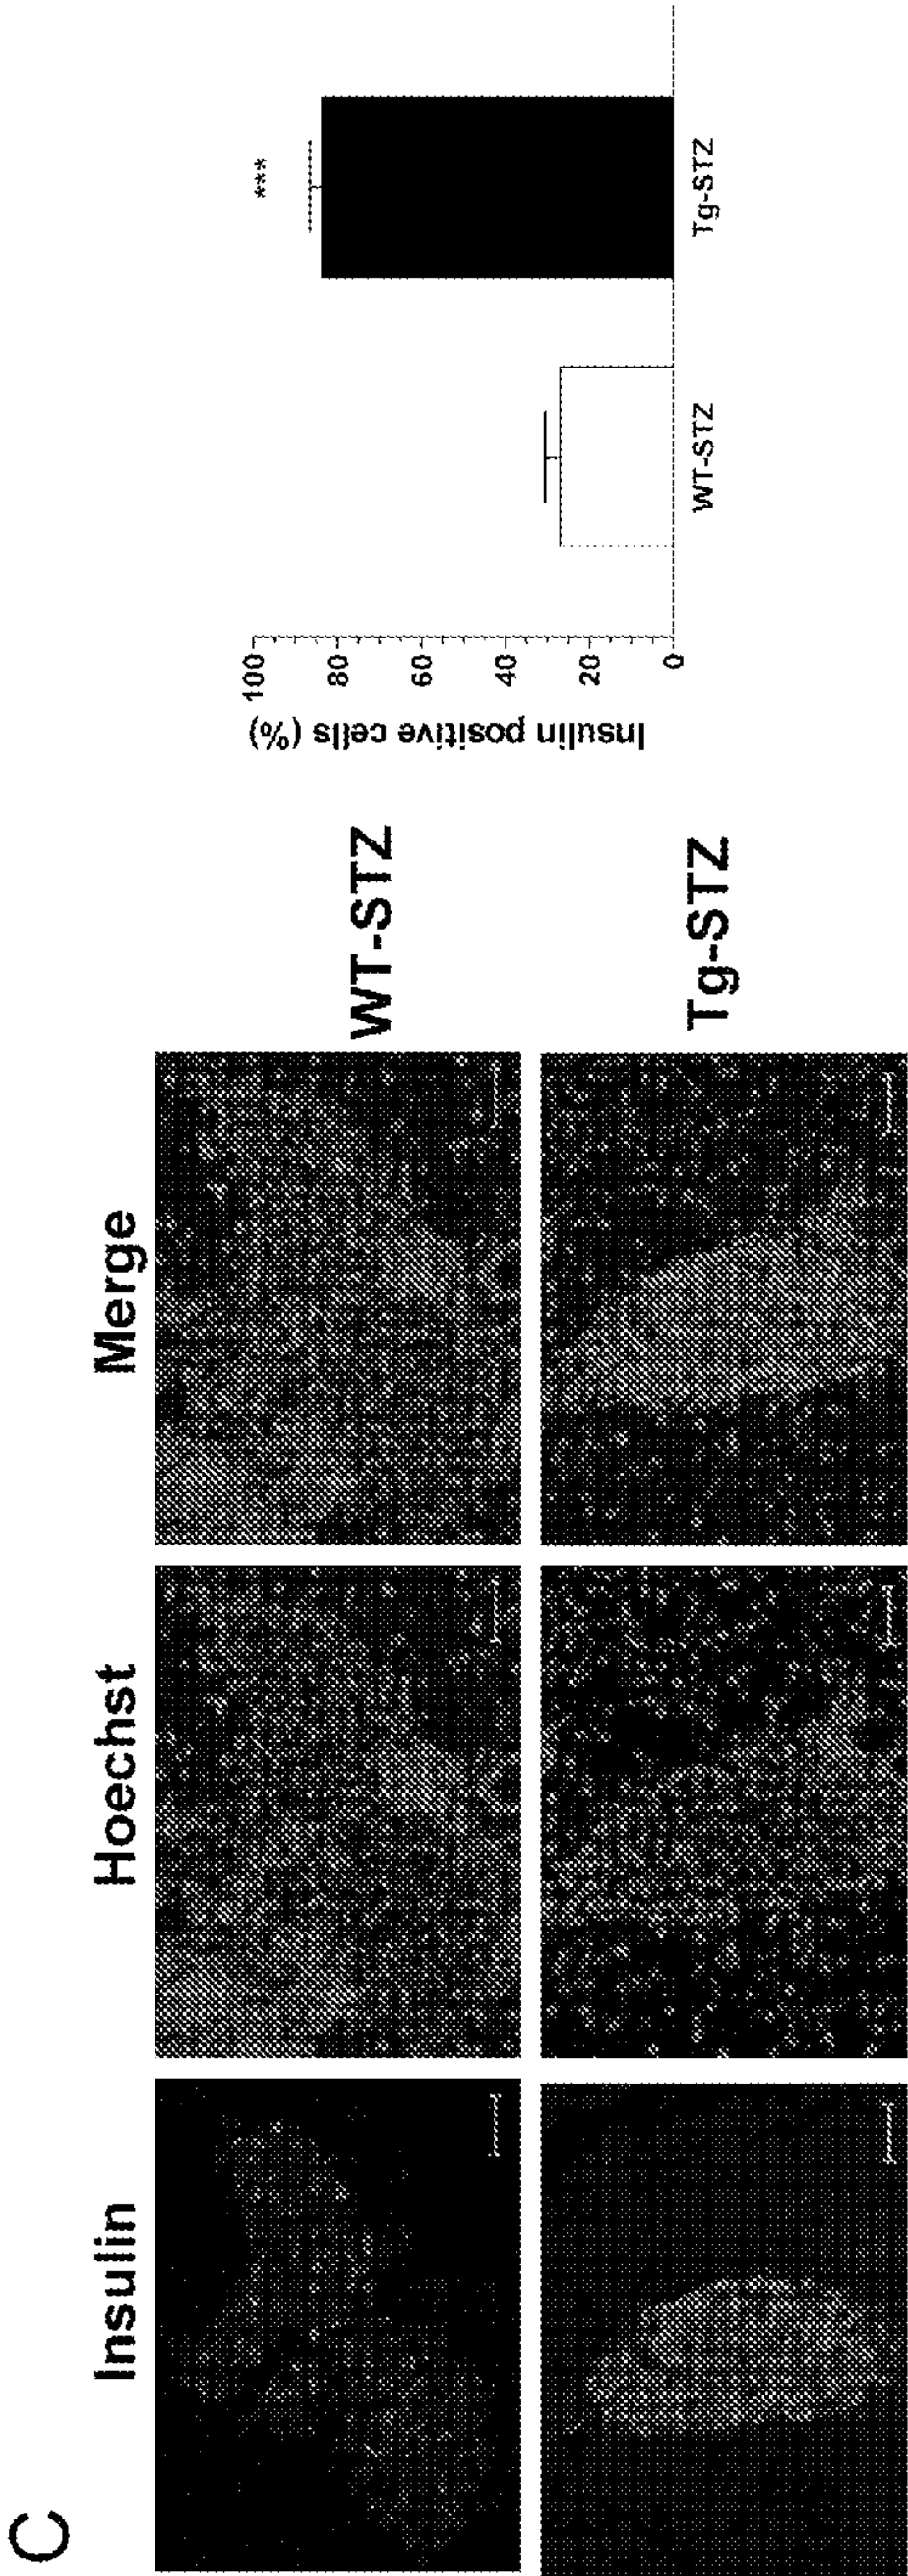 C
Insulin
Hoechst
Merge
WT-STZ
Tg-STZ
Insulin positive cells (%)
100
80
60
40
20
0
***
WT-STZ
Tg-STZ